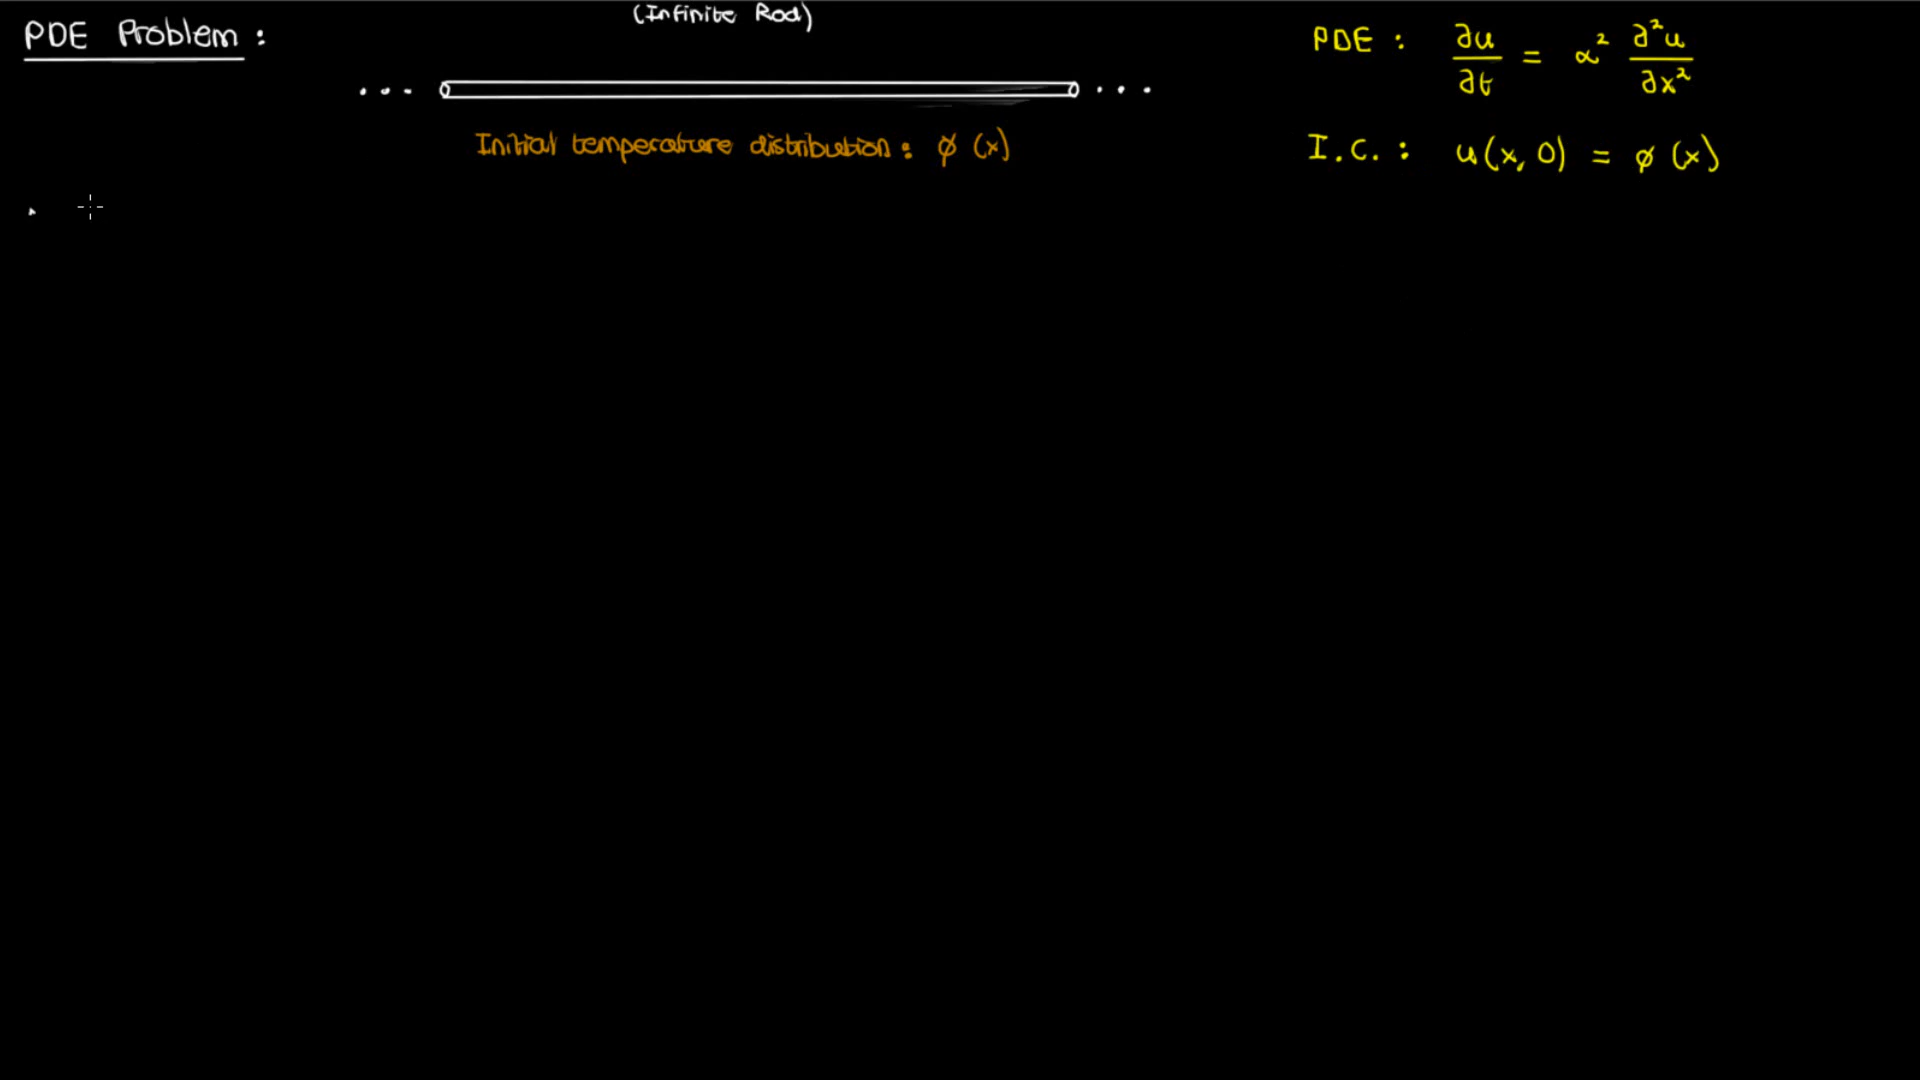 (Infinite Rod)
PDE Problem :
PDE : ∂u/∂t = α² ∂²u/∂x²
Initial temperature distribution : φ (x)
I.C. : u(x, 0) = φ (x)